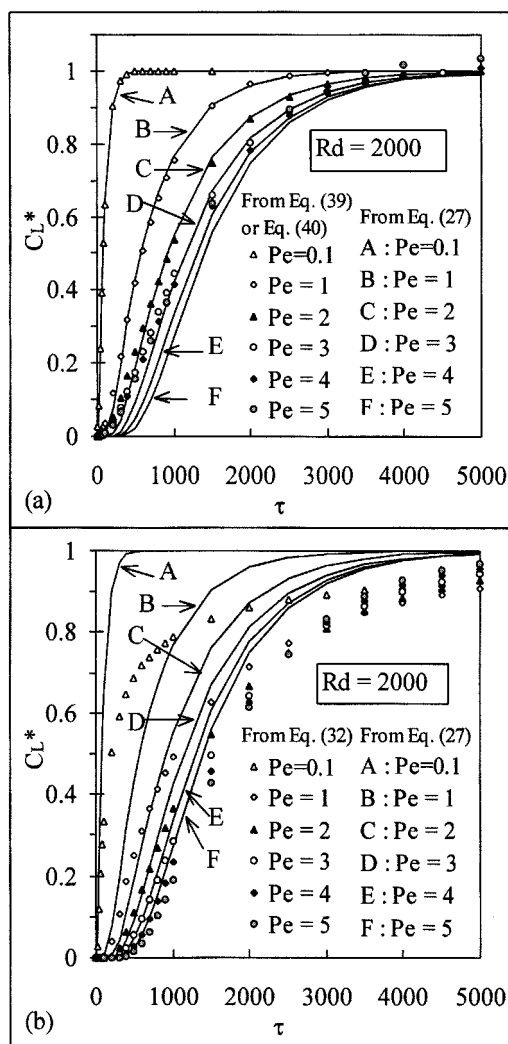 1
0.8
0.6
0.4
0.2
0
C_L*
A
B
C
D
E
F
Rd = 2000
From Eq. (39)
or Eq. (40)
Pe=0.1
Pe = 1
Pe = 2
Pe = 3
Pe = 4
Pe = 5
From Eq. (27)
A : Pe=0.1
B : Pe = 1
C : Pe = 2
D : Pe = 3
E : Pe = 4
F : Pe = 5
0 1000 2000 3000 4000 5000
(a)
τ
1
0.8
0.6
0.4
0.2
0
C_L*
A
B
C
D
E
F
Rd = 2000
From Eq. (32) From Eq. (27)
Pe=0.1 A : Pe=0.1
Pe = 1 B : Pe = 1
Pe = 2 C : Pe = 2
Pe = 3 D : Pe = 3
Pe = 4 E : Pe = 4
Pe = 5 F : Pe = 5
0 1000 2000 3000 4000 5000
(b)
τ